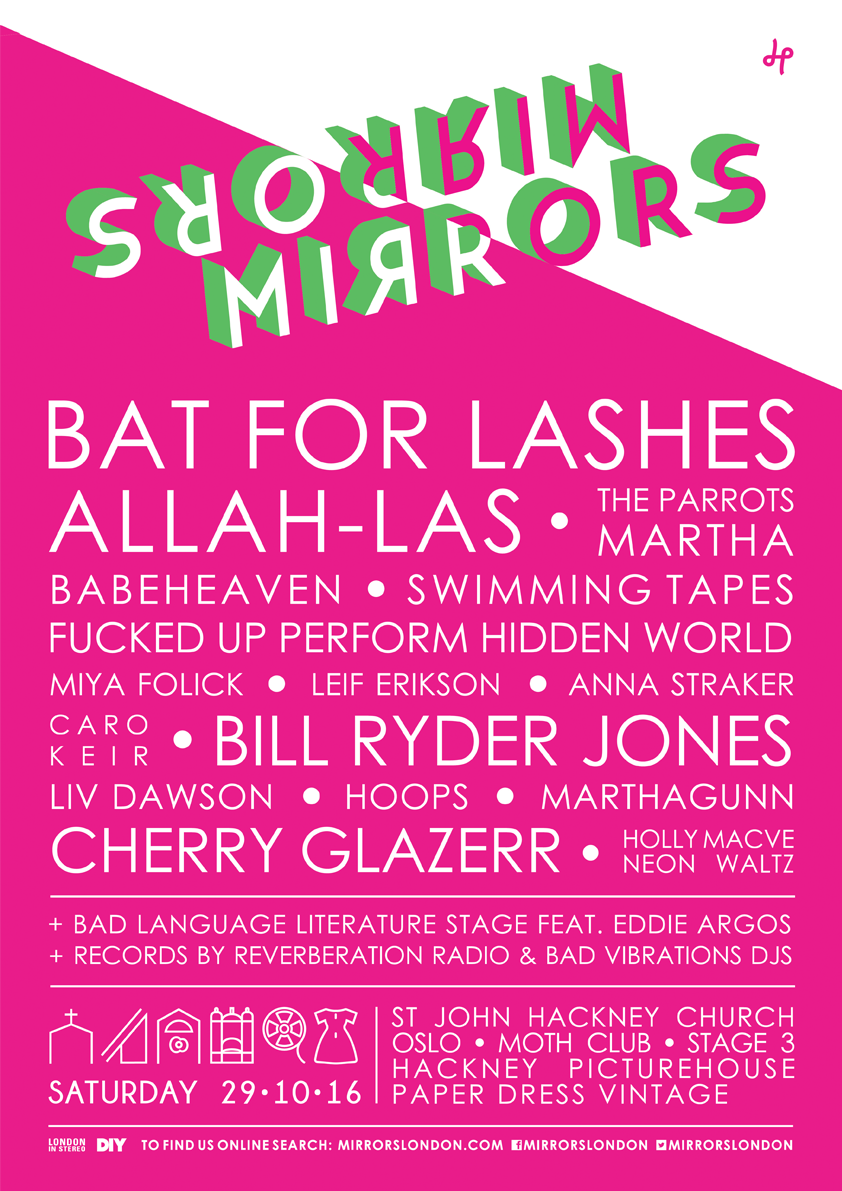 MIRRORS
MIRRORS
BAT FOR LASHES
ALLAH-LAS • THE PARROTS
MARTHA
BABEHEAVEN • SWIMMING TAPES
FUCKED UP PERFORM HIDDEN WORLD
MIYA FOLICK • LEIF ERIKSON • ANNA STRAKER
CARO
KEIR • BILL RYDER JONES
LIV DAWSON • HOOPS • MARTHAGUNN
CHERRY GLAZERR • HOLLY MACVE
NEON WALTZ
+ BAD LANGUAGE LITERATURE STAGE FEAT. EDDIE ARGOS
+ RECORDS BY REVERBERATION RADIO & BAD VIBRATIONS DJS
SATURDAY 29•10•16
ST JOHN HACKNEY CHURCH
OSLO • MOTH CLUB • STAGE 3
HACKNEY PICTUREHOUSE
PAPER DRESS VINTAGE
LONDON
IN STEREO
DIY
TO FIND US ONLINE SEARCH: MIRRORSLONDON.COM MIRRORSLONDON MIRRORSLONDON